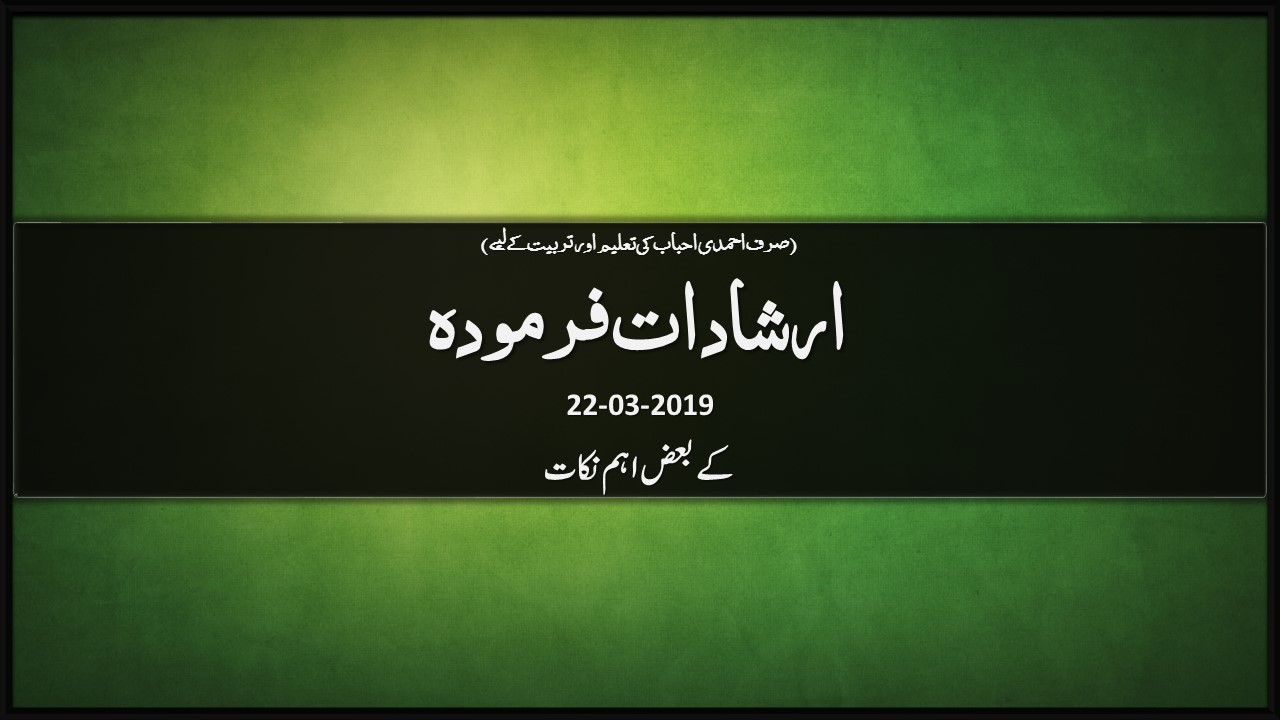 (صرف احمدی احباب کی تعلیم اور تربیت کے لیے)
ارشادات فرمودہ
22-03-2019
کے بعض اہم نکات